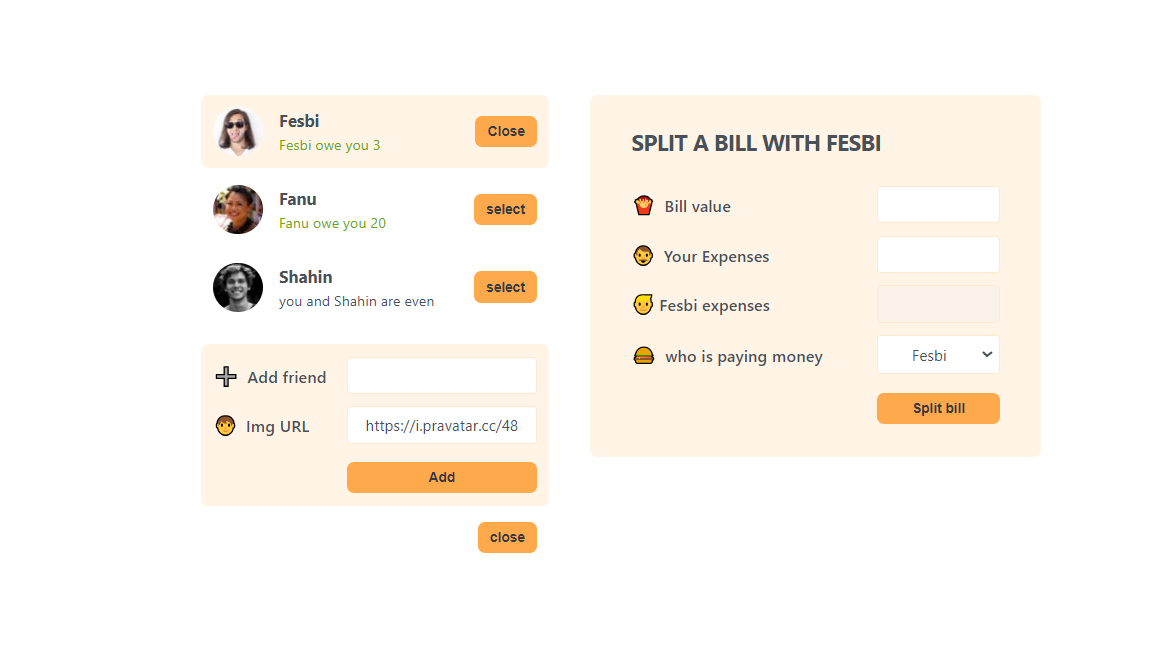 Fesbi
Fesbi owe you 3
Close
Fanu
Fanu owe you 20
select
Shahin
you and Shahin are even
select
Add friend
Img URL
https://i.pravatar.cc/48
Add
close
SPLIT A BILL WITH FESBI
Bill value
Your Expenses
Fesbi expenses
who is paying money
Fesbi
Split bill